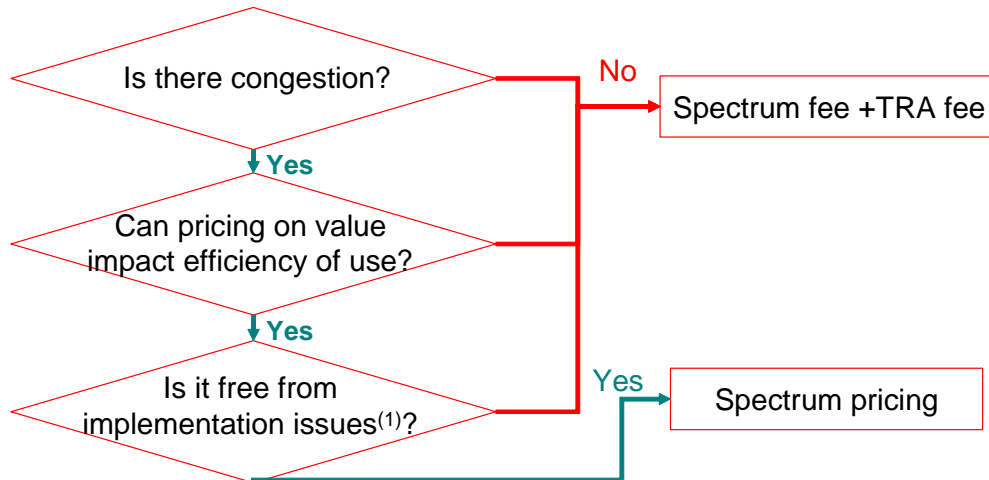 Is there congestion?
No
Spectrum fee +TRA fee
Yes
Can pricing on value
impact efficiency of use?
Yes
Is it free from
implementation issues(1)?
Yes
Spectrum pricing